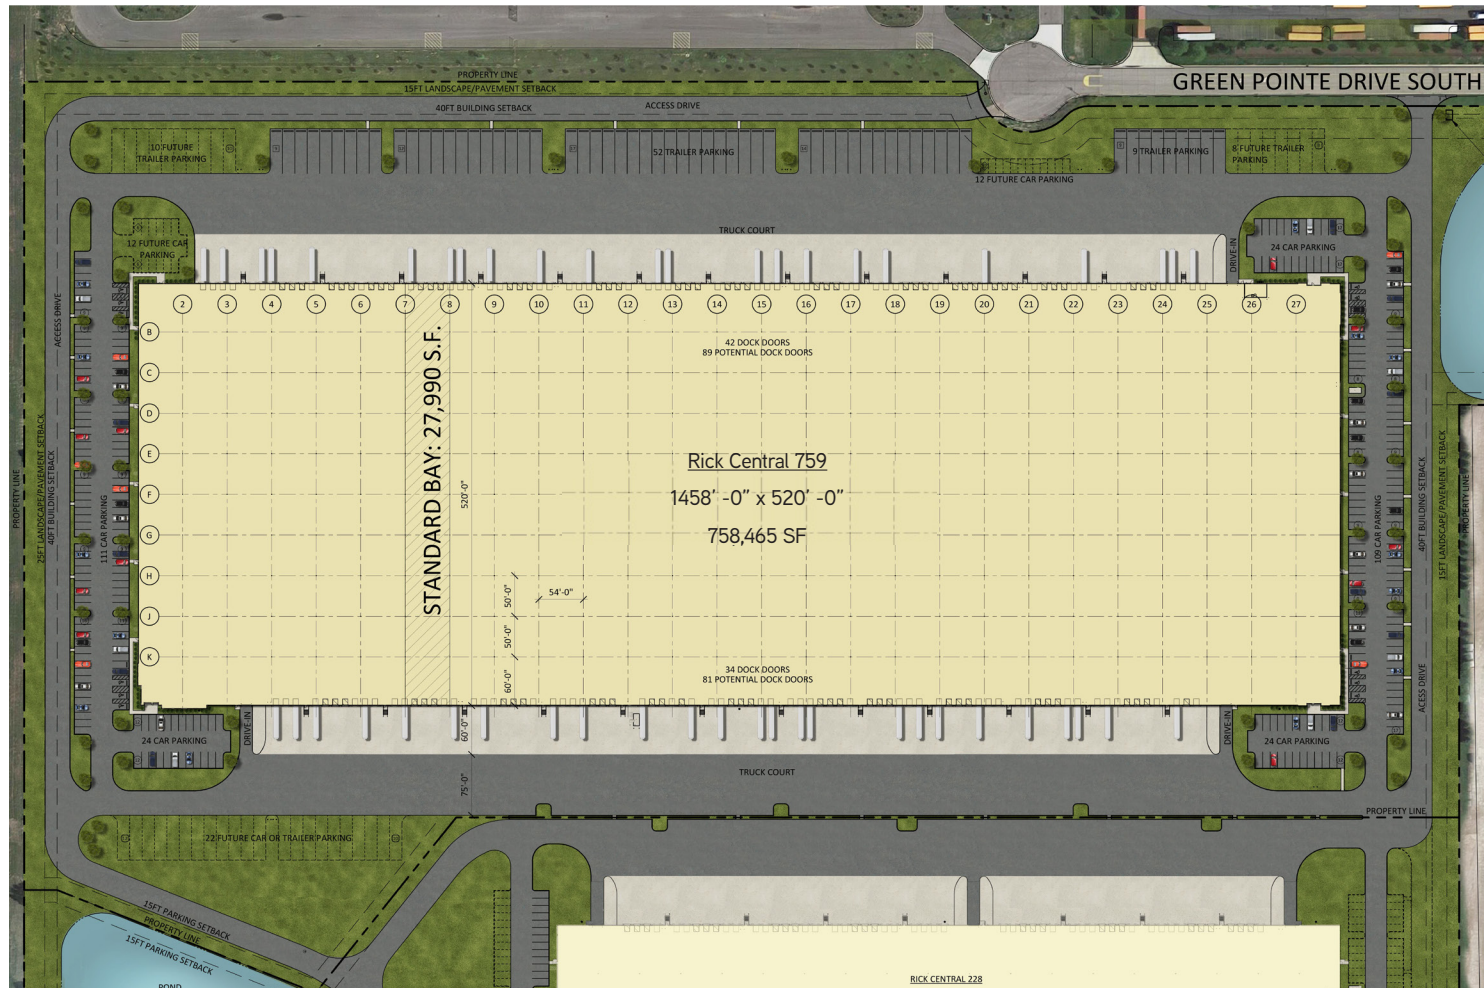 PROPERTY LINE
15FT LANDSCAPE/PAVEMENT SETBACK
40FT BUILDING SETBACK
ACCESS DRIVE
GREEN POINTE DRIVE SOUTH
10 FUTURE
TRAILER PARKING
52 TRAILER PARKING
9 TRAILER PARKING
8 FUTURE TRAILER
PARKING
12 FUTURE CAR PARKING
12 FUTURE CAR
PARKING
TRUCK COURT
DRIVE-IN
24 CAR PARKING
2 3 4 5 6 7 8 9 10 11 12 13 14 15 16 17 18 19 20 21 22 23 24 25 26 27
B
C
D
E
F
G
H
J
K
42 DOCK DOORS
89 POTENTIAL DOCK DOORS
STANDARD BAY: 27,990 S.F.
520'-0"
Rick Central 759
1458' -0" x 520' -0"
758,465 SF
54'-0"
50'-0"
50'-0"
60'-0"
34 DOCK DOORS
81 POTENTIAL DOCK DOORS
ACCESS DRIVE
PROPERTY LINE
25FT LANDSCAPE/PAVEMENT SETBACK
40FT BUILDING SETBACK
111 CAR PARKING
109 CAR PARKING
40FT BUILDING SETBACK
15FT LANDSCAPE/PAVEMENT SETBACK
PROPERTY LINE
ACESS DRIVE
24 CAR PARKING
DRIVE-IN
60'-0"
75'-0"
TRUCK COURT
DRIVE-IN
24 CAR PARKING
PROPERTY LINE
22 FUTURE CAR OR TRAILER PARKING
15FT PARKING SETBACK
PROPERTY LINE
15FT PARKING SETBACK
POND
RICK CENTRAL 228